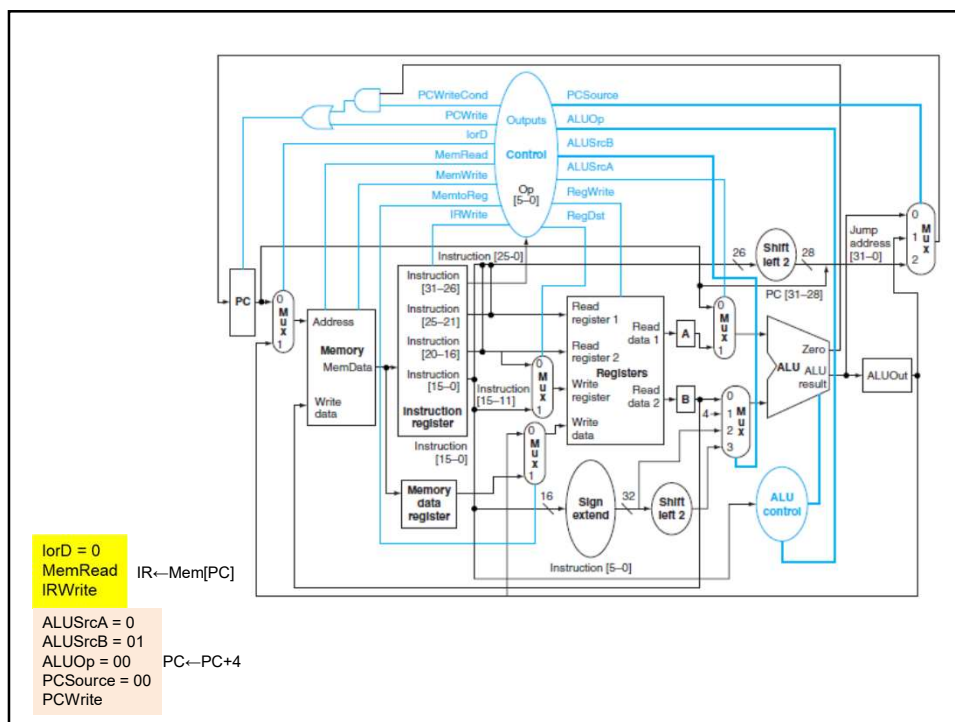 PCWriteCond
PCWrite
IorD
MemRead
MemWrite
MemtoReg
IRWrite
Outputs
Control
Op
[5–0]
PCSource
ALUOp
ALUSrcB
ALUSrcA
RegWrite
RegDst
Instruction [25-0]
26
Shift
left 2
28
Jump
address
[31-0]
PC [31–28]
0
1
2
M
u
x
PC
0
M
u
x
1
Address
Memory
MemData
Write
data
Instruction
[31–26]
Instruction
[25–21]
Instruction
[20–16]
Instruction
[15–0]
Instruction
register
Instruction
[15–0]
Memory
data
register
Instruction
[15–11]
0
M
u
x
1
0
M
u
x
1
Read
register 1
Read
register 2
Registers
Write
register
Write
data
Read
data 1
Read
data 2
A
B
0
M
u
x
1
4
0
1
2
3
M
u
x
Zero
ALU
ALU
result
ALUOut
16
Sign
extend
32
Shift
left 2
ALU
control
Instruction [5–0]
IorD = 0
MemRead
IRWrite
IR←Mem[PC]
ALUSrcA = 0
ALUSrcB = 01
ALUOp = 00
PCSource = 00
PCWrite
PC←PC+4